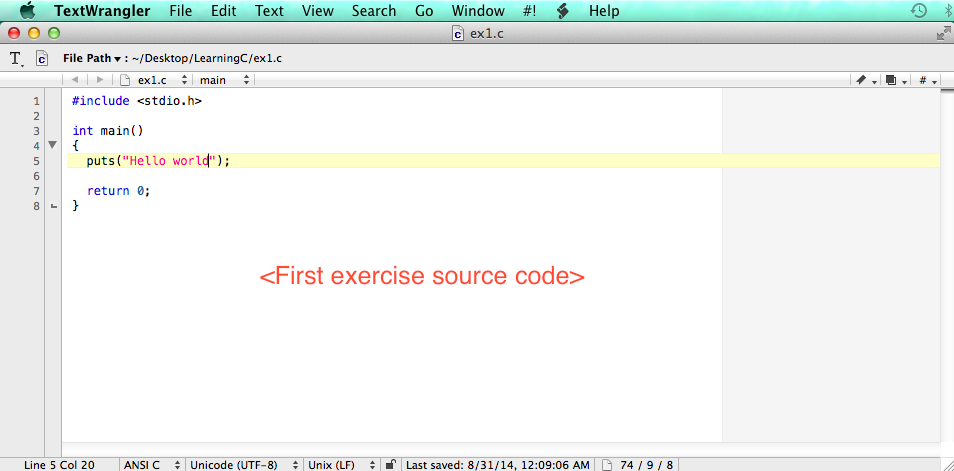 TextWrangler File Edit Text View Search Go Window #! Help
ex1.c
T. File Path ▾ : ~/Desktop/LearningC/ex1.c
ex1.c main #
1 #include <stdio.h>
2
3 int main()
4 {
5 puts("Hello world");
6
7 return 0;
8 }
<First exercise source code>
Line 5 Col 20 ANSI C Unicode (UTF-8) Unix (LF) Last saved: 8/31/14, 12:09:06 AM 74 / 9 / 8